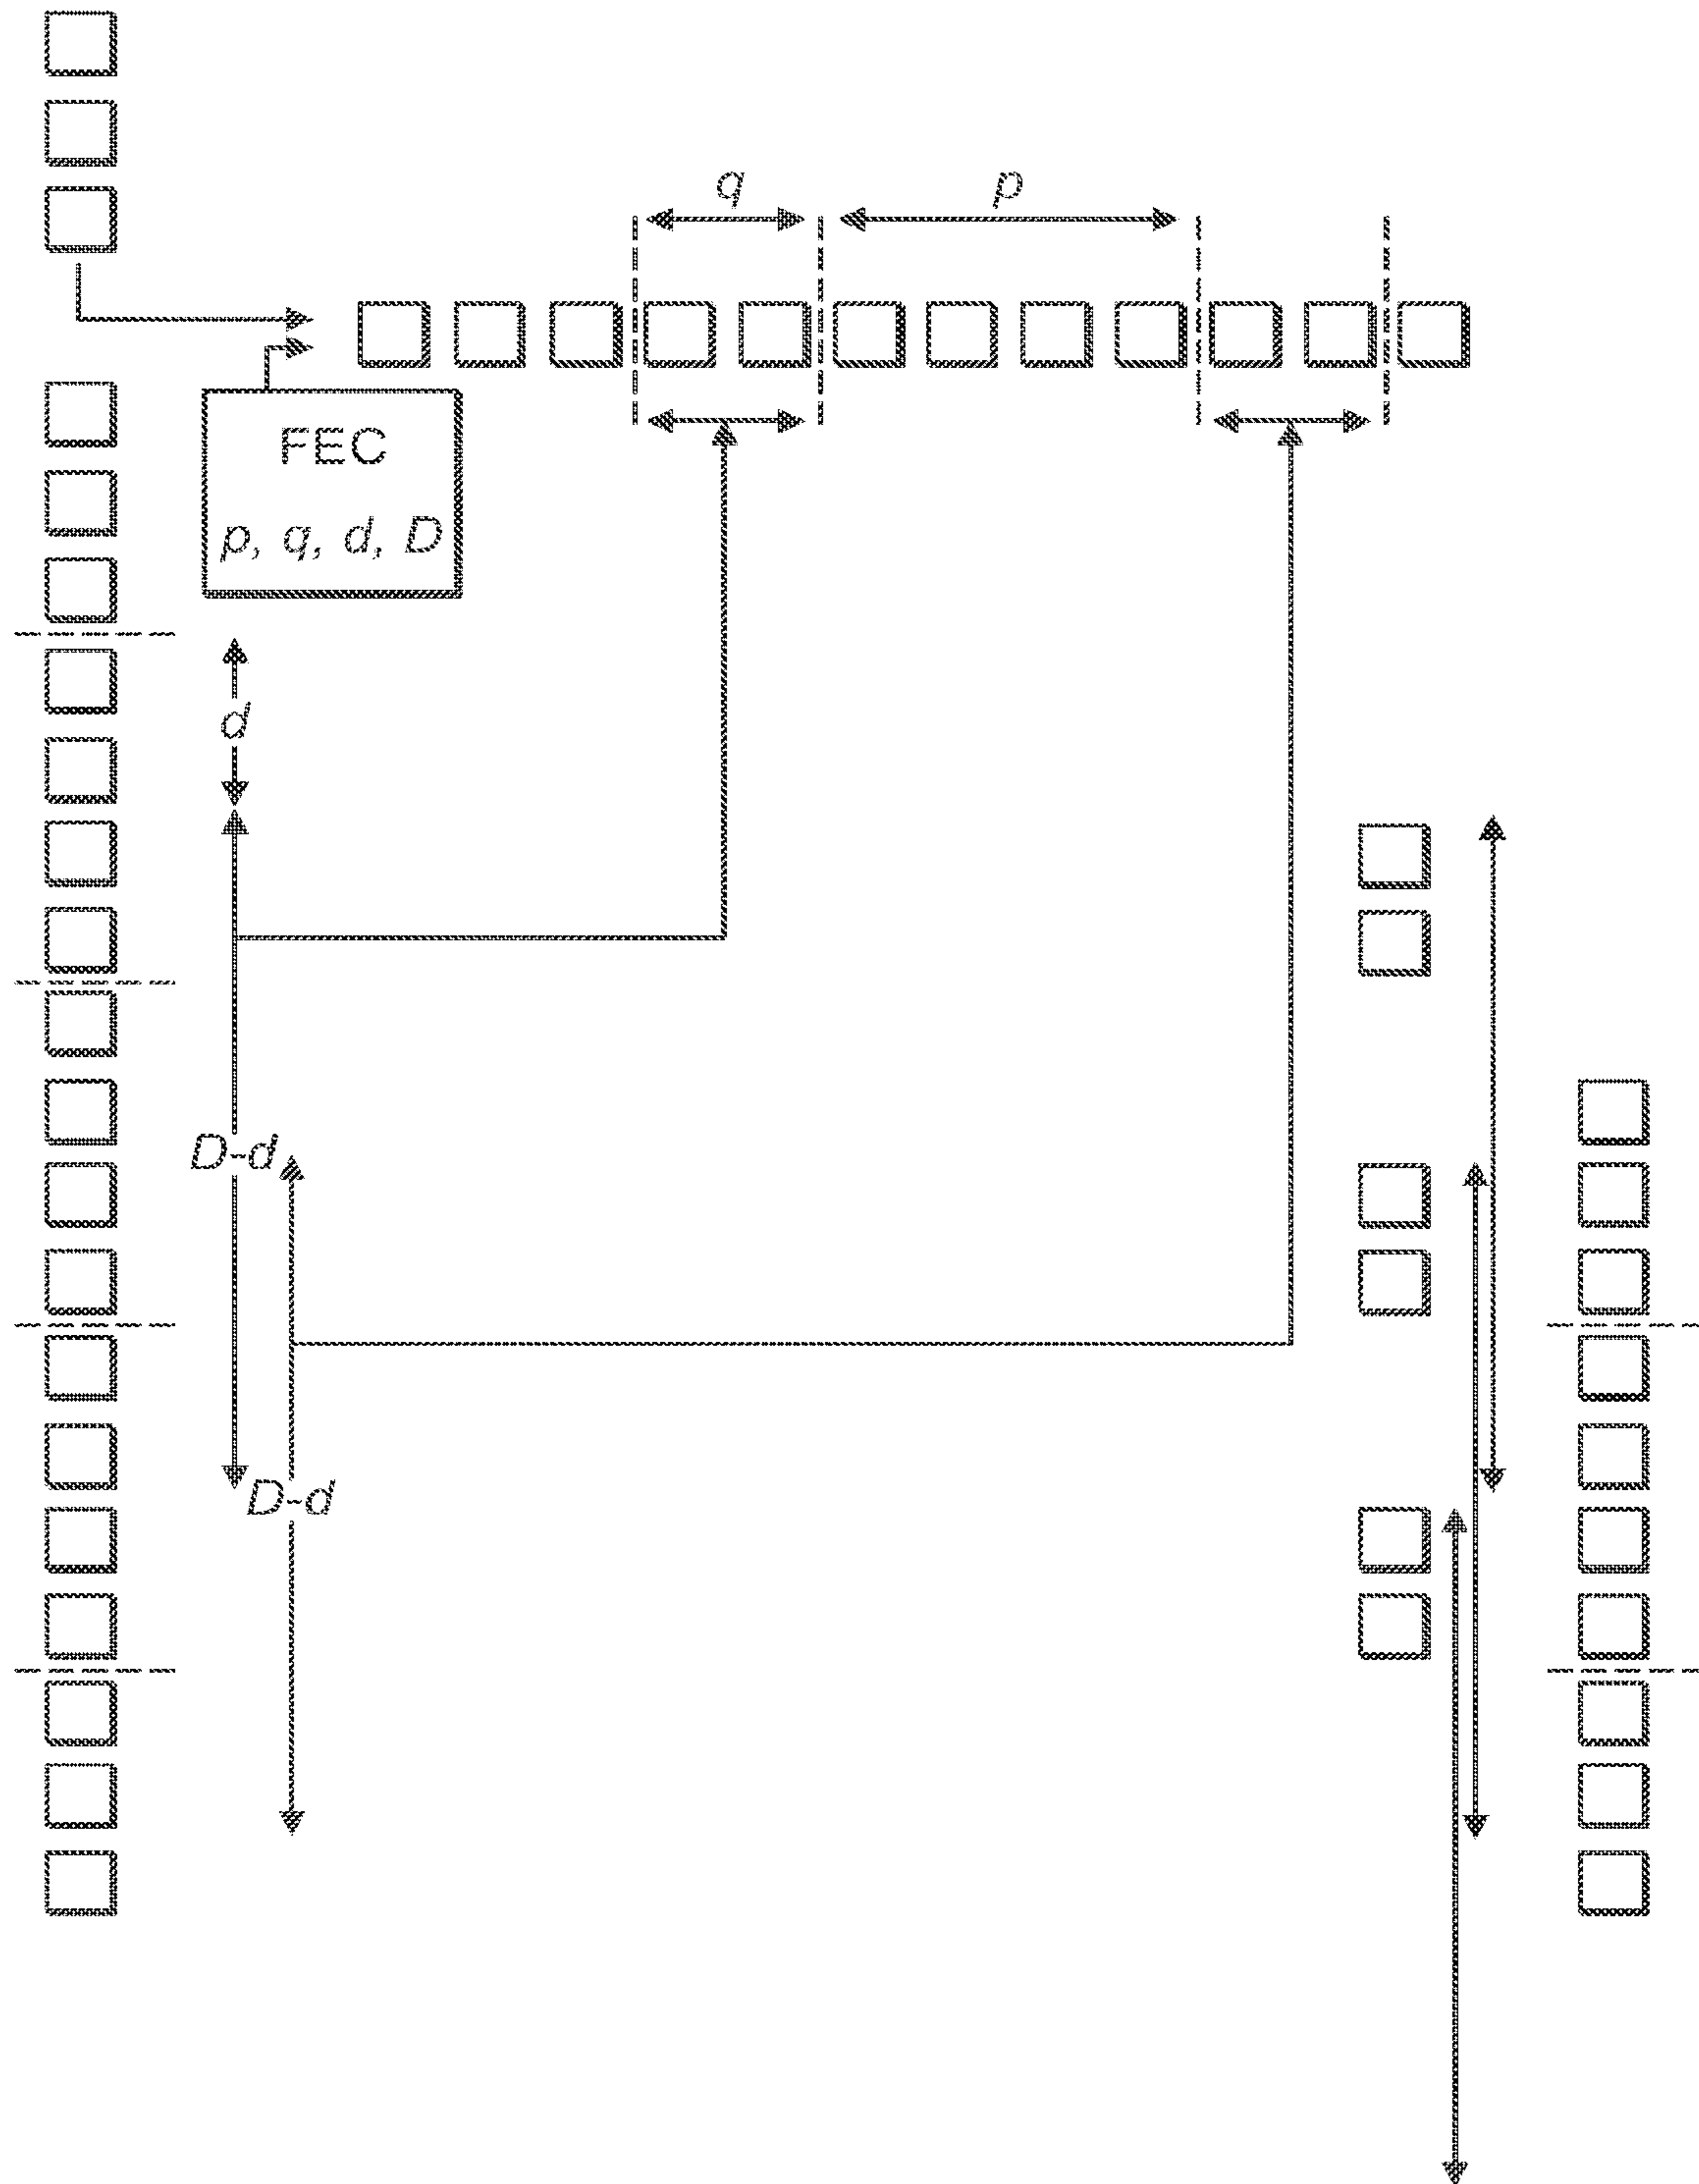 q
p
FEC
p, q, d, D
d
D-d
D-d